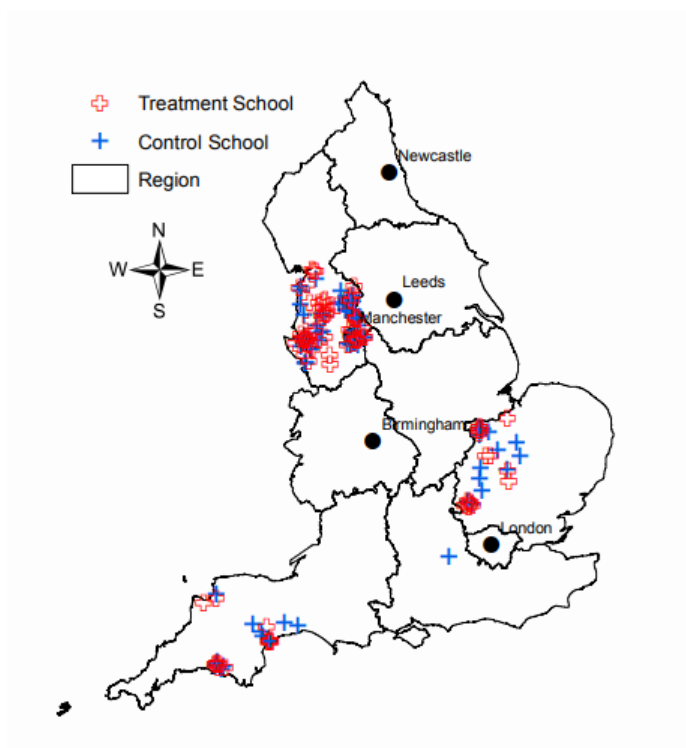 Treatment School
Control School
Region
N
W E
S
Newcastle
Leeds
Manchester
Birmingham
London